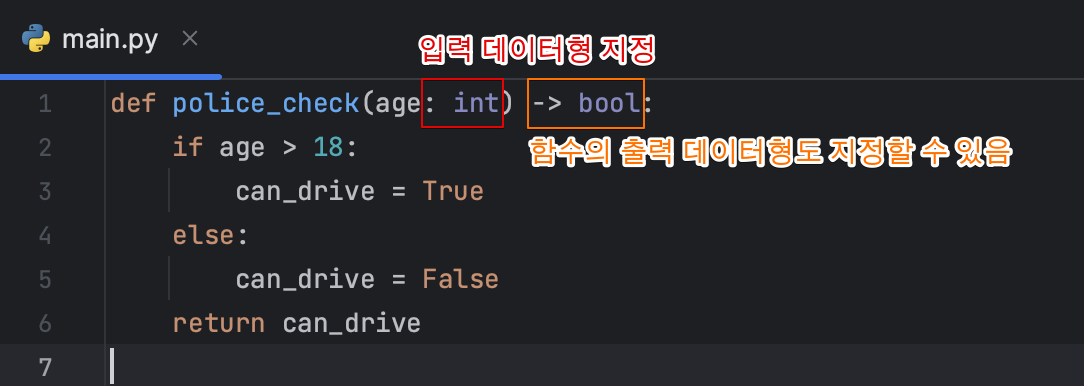 main.py
입력 데이터형 지정
1 def police_check(age: int) -> bool:
2 if age > 18:
함수의 출력 데이터형도 지정할 수 있음
3 can_drive = True
4 else:
5 can_drive = False
6 return can_drive
7